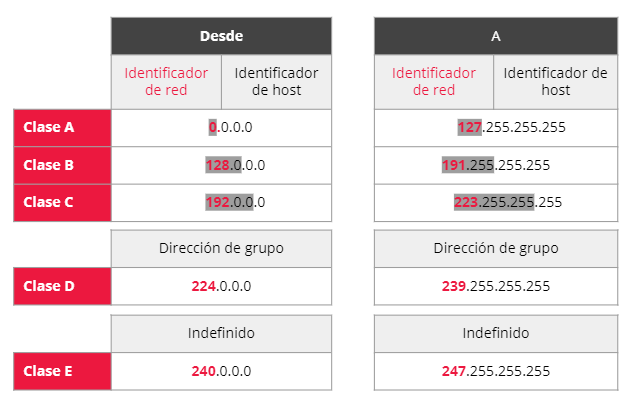 Desde A
Identificador de red Identificador de host Identificador de red Identificador de host
Clase A 0.0.0.0 127.255.255.255
Clase B 128.0.0.0 191.255.255.255
Clase C 192.0.0.0 223.255.255.255
Dirección de grupo Dirección de grupo
Clase D 224.0.0.0 239.255.255.255
Indefinido Indefinido
Clase E 240.0.0.0 247.255.255.255